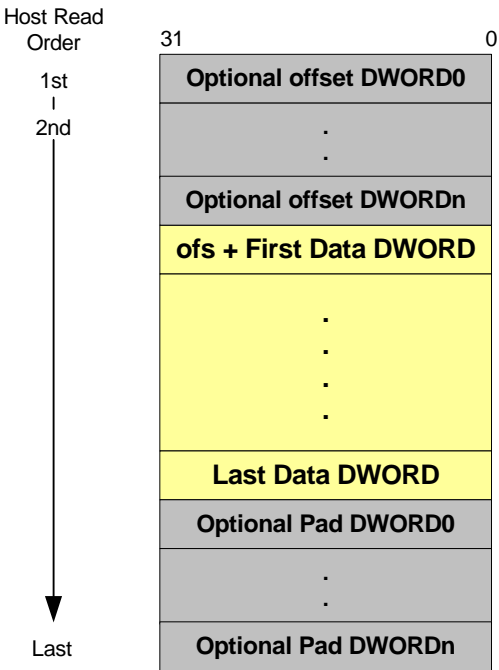 Host Read
Order
31
0
1st
2nd
Optional offset DWORD0
.
.
Optional offset DWORDn
ofs + First Data DWORD
.
.
.
.
Last Data DWORD
Optional Pad DWORD0
.
.
Last
Optional Pad DWORDn